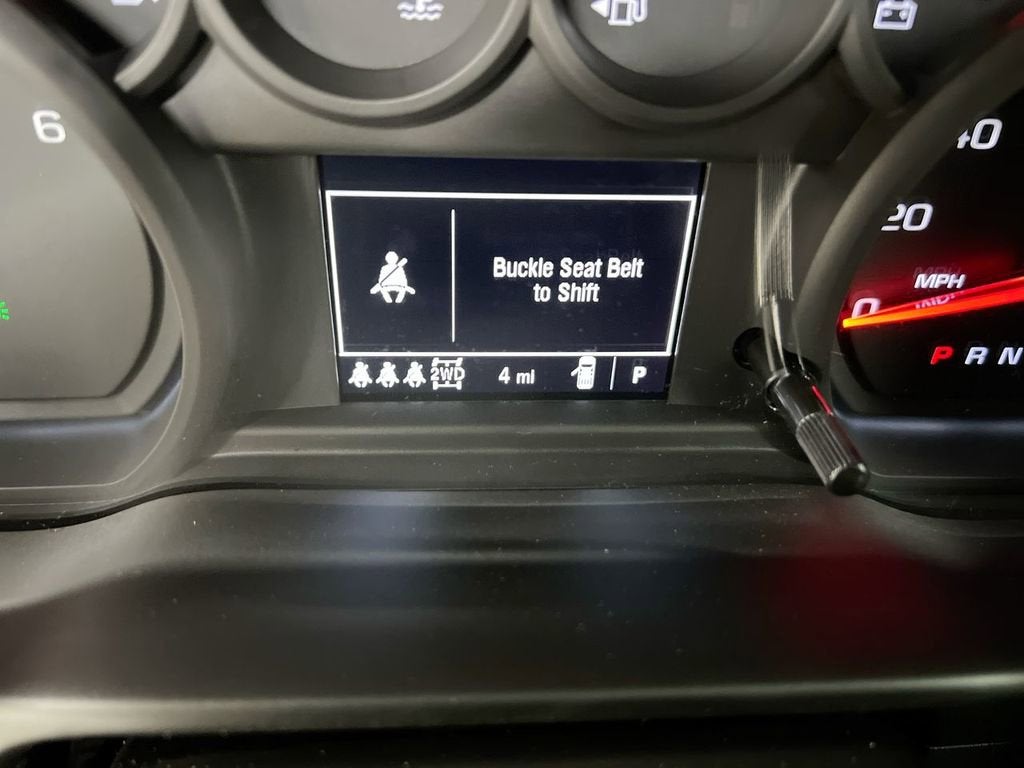 6
40
20
MPH
0
P R N
Buckle Seat Belt
to Shift
2WD
4 mi
P